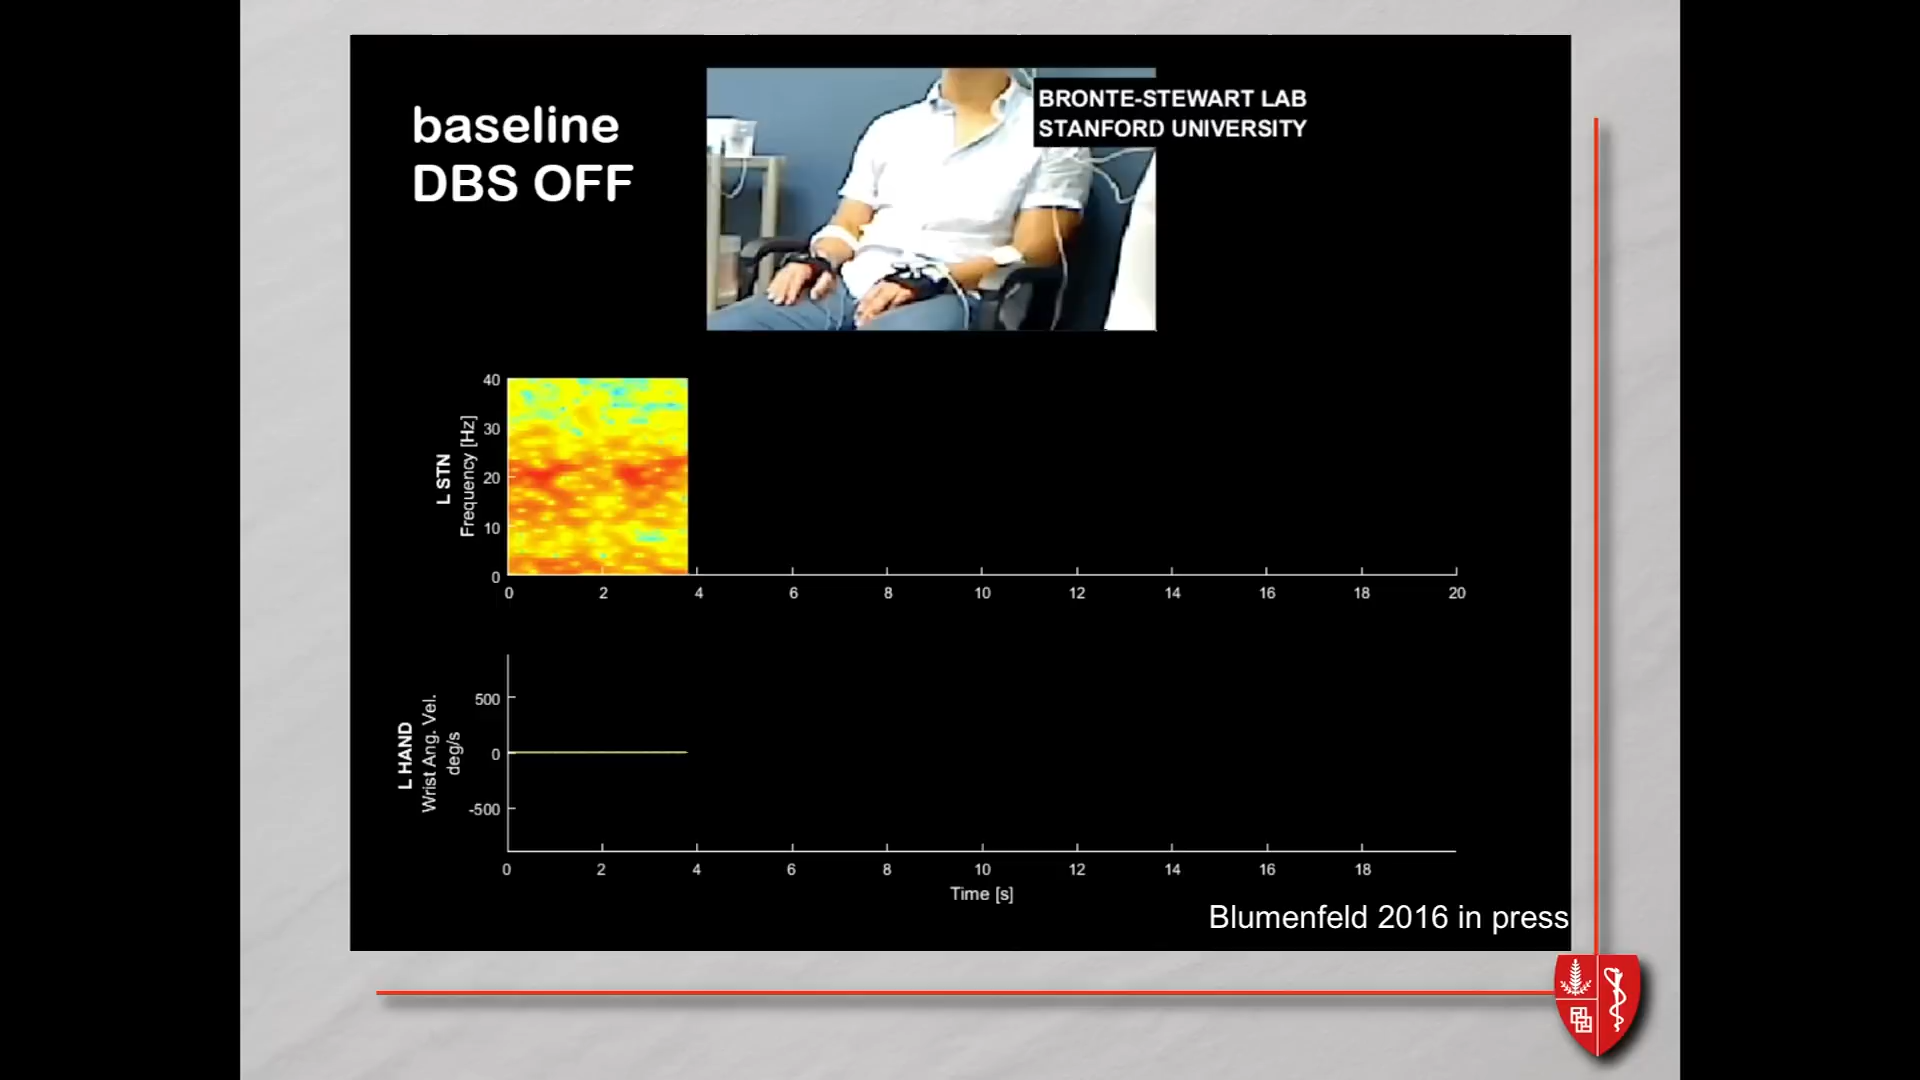 baseline
DBS OFF
BRONTE-STEWART LAB
STANFORD UNIVERSITY
L STN
Frequency [Hz]
40
30
20
10
0
0 2 4 6 8 10 12 14 16 18 20
L HAND
Wrist Ang. Vel.
deg/s
500
0
-500
0 2 4 6 8 10 12 14 16 18
Time [s]
Blumenfeld 2016 in press